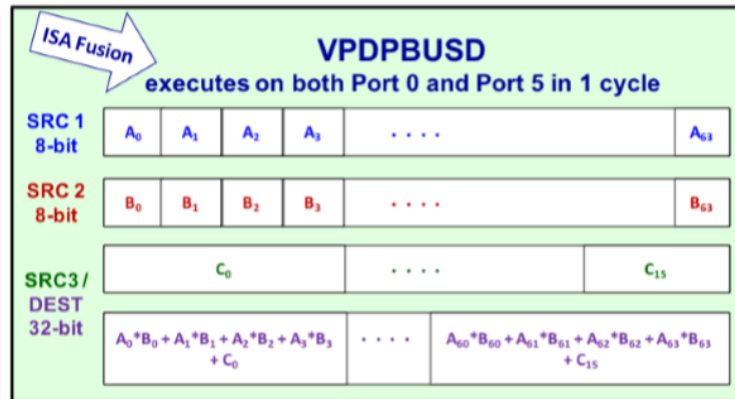 ISA Fusion
VPDPBUSD
executes on both Port 0 and Port 5 in 1 cycle
SRC 1
8-bit
A₀ A₁ A₂ A₃ . . . . A₆₃
SRC 2
8-bit
B₀ B₁ B₂ B₃ . . . . B₆₃
SRC3 /
DEST
32-bit
C₀ . . . . C₁₅
A₀*B₀ + A₁*B₁ + A₂*B₂ + A₃*B₃
+ C₀
. . . .
A₆₀*B₆₀ + A₆₁*B₆₁ + A₆₂*B₆₂ + A₆₃*B₆₃
+ C₁₅